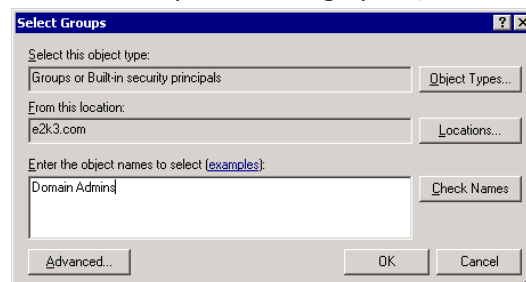 Select Groups
Select this object type:
Groups or Built-in security principals
Object Types...
From this location:
e2k3.com
Locations...
Enter the object names to select (examples):
Domain Admins
Check Names
Advanced...
OK
Cancel